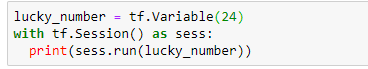 lucky_number = tf.Variable(24)
with tf.Session() as sess:
  print(sess.run(lucky_number))